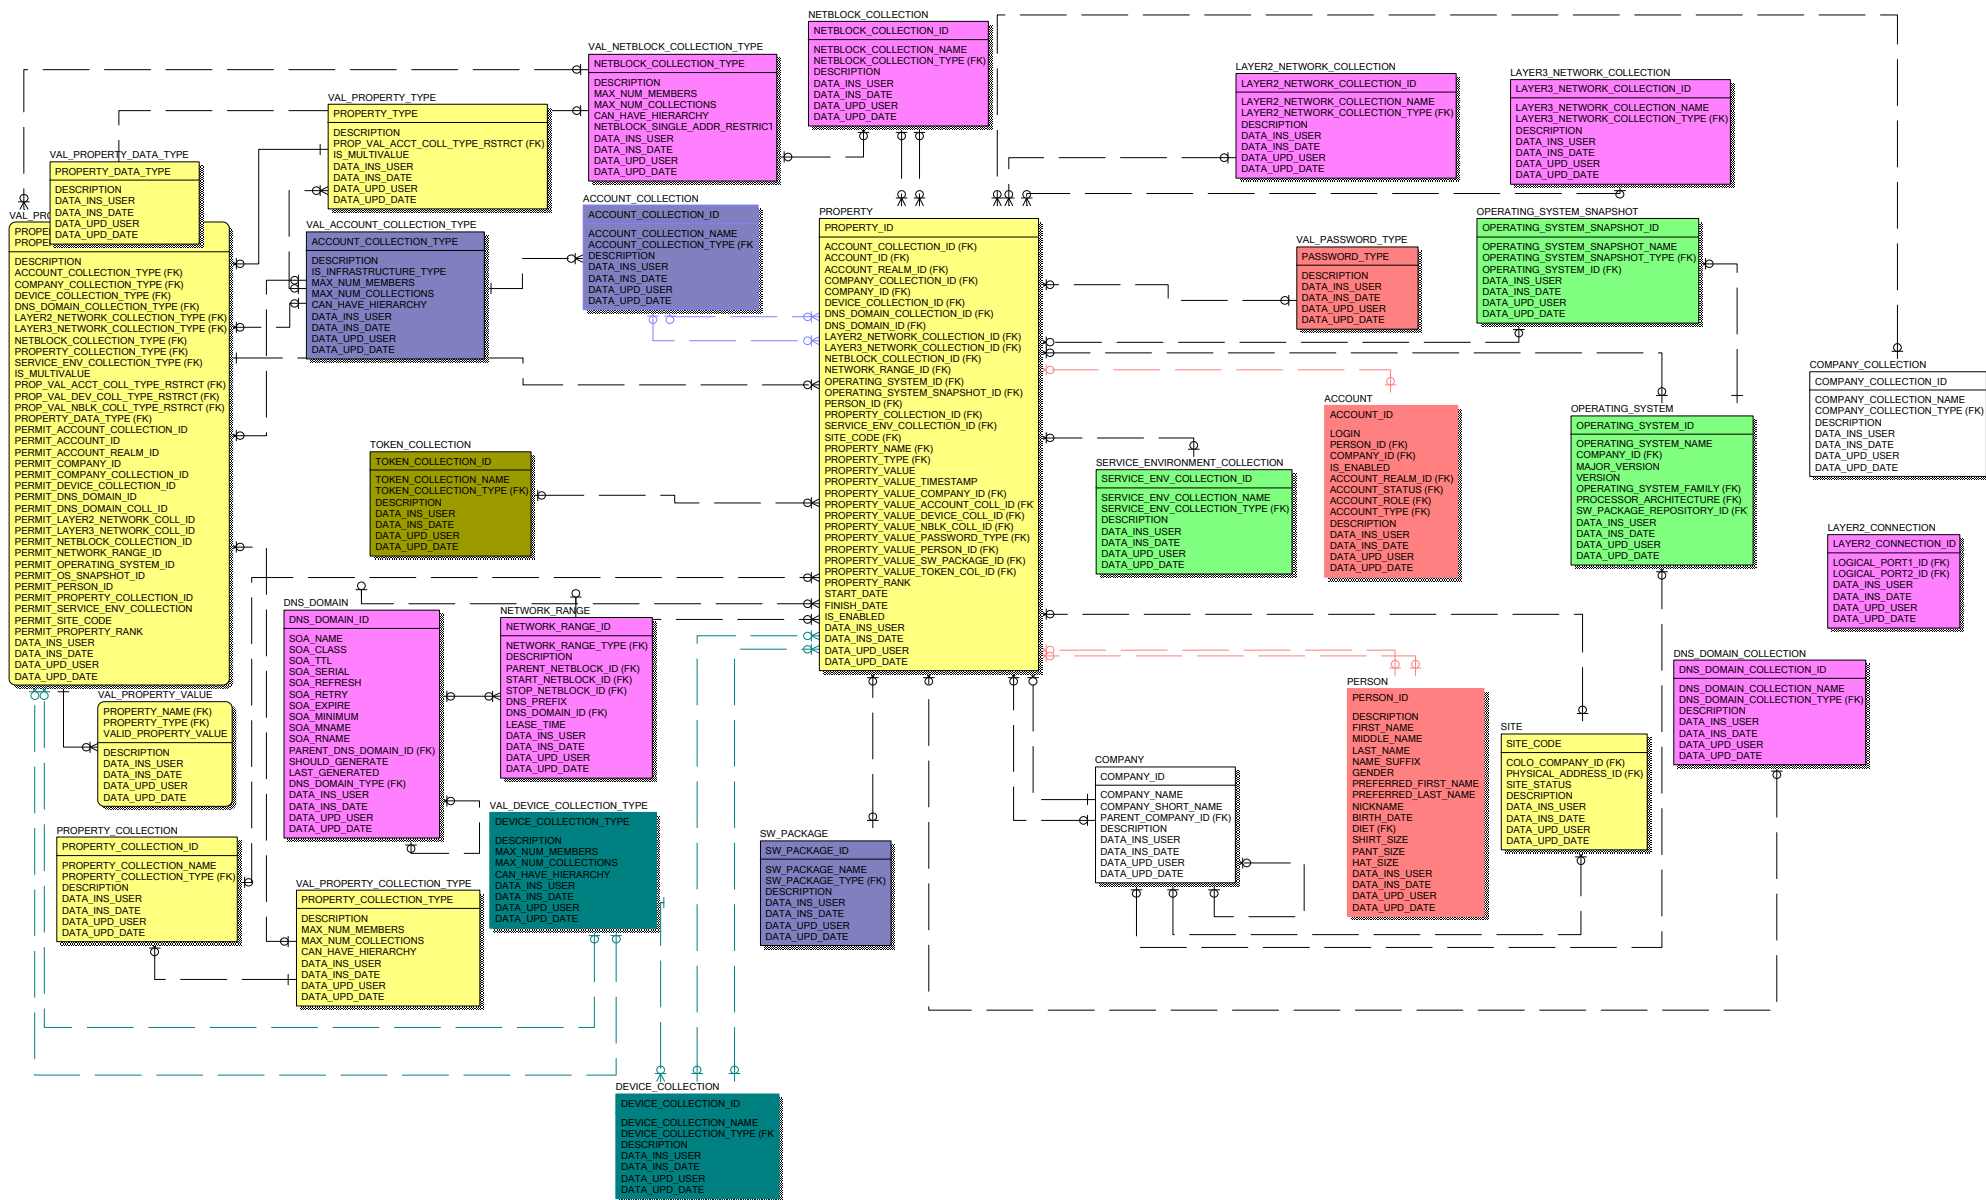 NETBLOCK_COLLECTION
NETBLOCK_COLLECTION_ID
NETBLOCK_COLLECTION_NAME
NETBLOCK_COLLECTION_TYPE (FK)
DESCRIPTION
DATA_INS_USER
DATA_INS_DATE
DATA_UPD_USER
DATA_UPD_DATE
VAL_NETBLOCK_COLLECTION_TYPE
NETBLOCK_COLLECTION_TYPE
DESCRIPTION
MAX_NUM_MEMBERS
MAX_NUM_COLLECTIONS
CAN_HAVE_HIERARCHY
NETBLOCK_SINGLE_ADDR_RESTRICT
DATA_INS_USER
DATA_INS_DATE
DATA_UPD_USER
DATA_UPD_DATE
LAYER2_NETWORK_COLLECTION
LAYER2_NETWORK_COLLECTION_ID
LAYER2_NETWORK_COLLECTION_NAME
LAYER2_NETWORK_COLLECTION_TYPE (FK)
DESCRIPTION
DATA_INS_USER
DATA_INS_DATE
DATA_UPD_USER
DATA_UPD_DATE
LAYER3_NETWORK_COLLECTION
LAYER3_NETWORK_COLLECTION_ID
LAYER3_NETWORK_COLLECTION_NAME
LAYER3_NETWORK_COLLECTION_TYPE (FK)
DESCRIPTION
DATA_INS_USER
DATA_INS_DATE
DATA_UPD_USER
DATA_UPD_DATE
VAL_PROPERTY_TYPE
PROPERTY_TYPE
DESCRIPTION
PROP_VAL_ACCT_COLL_TYPE_RSTRCT (FK)
IS_MULTIVALUE
DATA_INS_USER
DATA_INS_DATE
DATA_UPD_USER
DATA_UPD_DATE
VAL_PROPERTY_DATA_TYPE
PROPERTY_DATA_TYPE
DESCRIPTION
DATA_INS_USER
DATA_INS_DATE
DATA_UPD_USER
DATA_UPD_DATE
DESCRIPTION
ACCOUNT_COLLECTION_TYPE (FK)
COMPANY_COLLECTION_TYPE (FK)
DEVICE_COLLECTION_TYPE (FK)
DNS_DOMAIN_COLLECTION_TYPE (FK)
LAYER2_NETWORK_COLLECTION_TYPE (FK)
LAYER3_NETWORK_COLLECTION_TYPE (FK)
NETBLOCK_COLLECTION_TYPE (FK)
PROPERTY_COLLECTION_TYPE (FK)
SERVICE_ENV_COLLECTION_TYPE (FK)
IS_MULTIVALUE
PROP_VAL_ACCT_COLL_TYPE_RSTRCT (FK)
PROP_VAL_DEV_COLL_TYPE_RSTRCT (FK)
PROP_VAL_NBLK_COLL_TYPE_RSTRCT (FK)
PROPERTY_DATA_TYPE (FK)
PERMIT_ACCOUNT_COLLECTION_ID
PERMIT_ACCOUNT_ID
PERMIT_ACCOUNT_REALM_ID
PERMIT_COMPANY_ID
PERMIT_COMPANY_COLLECTION_ID
PERMIT_DEVICE_COLLECTION_ID
PERMIT_DNS_DOMAIN_ID
PERMIT_DNS_DOMAIN_COLL_ID
PERMIT_LAYER2_NETWORK_COLL_ID
PERMIT_LAYER3_NETWORK_COLL_ID
PERMIT_NETBLOCK_COLLECTION_ID
PERMIT_NETWORK_RANGE_ID
PERMIT_OPERATING_SYSTEM_ID
PERMIT_OS_SNAPSHOT_ID
PERMIT_PERSON_ID
PERMIT_PROPERTY_COLLECTION_ID
PERMIT_SERVICE_ENV_COLLECTION
PERMIT_SITE_CODE
PERMIT_PROPERTY_RANK
DATA_INS_USER
DATA_INS_DATE
DATA_UPD_USER
DATA_UPD_DATE
VAL_ACCOUNT_COLLECTION_TYPE
ACCOUNT_COLLECTION_TYPE
DESCRIPTION
IS_INFRASTRUCTURE_TYPE
MAX_NUM_MEMBERS
MAX_NUM_COLLECTIONS
CAN_HAVE_HIERARCHY
DATA_INS_USER
DATA_INS_DATE
DATA_UPD_USER
DATA_UPD_DATE
ACCOUNT_COLLECTION
ACCOUNT_COLLECTION_ID
ACCOUNT_COLLECTION_NAME
ACCOUNT_COLLECTION_TYPE (FK
DESCRIPTION
DATA_INS_USER
DATA_INS_DATE
DATA_UPD_USER
DATA_UPD_DATE
PROPERTY
PROPERTY_ID
ACCOUNT_COLLECTION_ID (FK)
ACCOUNT_ID (FK)
ACCOUNT_REALM_ID (FK)
COMPANY_COLLECTION_ID (FK)
COMPANY_ID (FK)
DEVICE_COLLECTION_ID (FK)
DNS_DOMAIN_COLLECTION_ID (FK)
DNS_DOMAIN_ID (FK)
LAYER2_NETWORK_COLLECTION_ID (FK)
LAYER3_NETWORK_COLLECTION_ID (FK)
NETBLOCK_COLLECTION_ID (FK)
NETWORK_RANGE_ID (FK)
OPERATING_SYSTEM_ID (FK)
OPERATING_SYSTEM_SNAPSHOT_ID (FK)
PERSON_ID (FK)
PROPERTY_COLLECTION_ID (FK)
SERVICE_ENV_COLLECTION_ID (FK)
SITE_CODE (FK)
PROPERTY_NAME (FK)
PROPERTY_TYPE (FK)
PROPERTY_VALUE
PROPERTY_VALUE_TIMESTAMP
PROPERTY_VALUE_COMPANY_ID (FK)
PROPERTY_VALUE_ACCOUNT_COLL_ID (FK
PROPERTY_VALUE_DEVICE_COLL_ID (FK)
PROPERTY_VALUE_NBLK_COLL_ID (FK)
PROPERTY_VALUE_PASSWORD_TYPE (FK)
PROPERTY_VALUE_PERSON_ID (FK)
PROPERTY_VALUE_SW_PACKAGE_ID (FK)
PROPERTY_VALUE_TOKEN_COL_ID (FK)
PROPERTY_RANK
START_DATE
FINISH_DATE
IS_ENABLED
DATA_INS_USER
DATA_INS_DATE
DATA_UPD_USER
DATA_UPD_DATE
VAL_PASSWORD_TYPE
PASSWORD_TYPE
DESCRIPTION
DATA_INS_USER
DATA_INS_DATE
DATA_UPD_USER
DATA_UPD_DATE
OPERATING_SYSTEM_SNAPSHOT
OPERATING_SYSTEM_SNAPSHOT_ID
OPERATING_SYSTEM_SNAPSHOT_NAME
OPERATING_SYSTEM_SNAPSHOT_TYPE (FK)
OPERATING_SYSTEM_ID (FK)
DATA_INS_USER
DATA_INS_DATE
DATA_UPD_USER
DATA_UPD_DATE
COMPANY_COLLECTION
COMPANY_COLLECTION_ID
COMPANY_COLLECTION_NAME
COMPANY_COLLECTION_TYPE (FK)
DESCRIPTION
DATA_INS_USER
DATA_INS_DATE
DATA_UPD_USER
DATA_UPD_DATE
ACCOUNT
ACCOUNT_ID
LOGIN
PERSON_ID (FK)
COMPANY_ID (FK)
IS_ENABLED
ACCOUNT_REALM_ID (FK)
ACCOUNT_STATUS (FK)
ACCOUNT_ROLE (FK)
ACCOUNT_TYPE (FK)
DESCRIPTION
DATA_INS_USER
DATA_INS_DATE
DATA_UPD_USER
DATA_UPD_DATE
OPERATING_SYSTEM
OPERATING_SYSTEM_ID
OPERATING_SYSTEM_NAME
COMPANY_ID (FK)
MAJOR_VERSION
VERSION
OPERATING_SYSTEM_FAMILY (FK)
PROCESSOR_ARCHITECTURE (FK)
SW_PACKAGE_REPOSITORY_ID (FK
DATA_INS_USER
DATA_INS_DATE
DATA_UPD_USER
DATA_UPD_DATE
TOKEN_COLLECTION
TOKEN_COLLECTION_ID
TOKEN_COLLECTION_NAME
TOKEN_COLLECTION_TYPE (FK)
DESCRIPTION
DATA_INS_USER
DATA_INS_DATE
DATA_UPD_USER
DATA_UPD_DATE
SERVICE_ENVIRONMENT_COLLECTION
SERVICE_ENV_COLLECTION_ID
SERVICE_ENV_COLLECTION_NAME
SERVICE_ENV_COLLECTION_TYPE (FK)
DESCRIPTION
DATA_INS_USER
DATA_INS_DATE
DATA_UPD_USER
DATA_UPD_DATE
LAYER2_CONNECTION
LAYER2_CONNECTION_ID
LOGICAL_PORT1_ID (FK)
LOGICAL_PORT2_ID (FK)
DATA_INS_USER
DATA_INS_DATE
DATA_UPD_USER
DATA_UPD_DATE
DNS_DOMAIN
DNS_DOMAIN_ID
SOA_NAME
SOA_CLASS
SOA_TTL
SOA_SERIAL
SOA_REFRESH
SOA_RETRY
SOA_EXPIRE
SOA_MINIMUM
SOA_MNAME
SOA_RNAME
PARENT_DNS_DOMAIN_ID (FK)
SHOULD_GENERATE
LAST_GENERATED
DNS_DOMAIN_TYPE (FK)
DATA_INS_USER
DATA_INS_DATE
DATA_UPD_USER
DATA_UPD_DATE
NETWORK_RANGE
NETWORK_RANGE_ID
NETWORK_RANGE_TYPE (FK)
DESCRIPTION
PARENT_NETBLOCK_ID (FK)
START_NETBLOCK_ID (FK)
STOP_NETBLOCK_ID (FK)
DNS_PREFIX
DNS_DOMAIN_ID (FK)
LEASE_TIME
DATA_INS_USER
DATA_INS_DATE
DATA_UPD_USER
DATA_UPD_DATE
DNS_DOMAIN_COLLECTION
DNS_DOMAIN_COLLECTION_ID
DNS_DOMAIN_COLLECTION_NAME
DNS_DOMAIN_COLLECTION_TYPE (FK)
DESCRIPTION
DATA_INS_USER
DATA_INS_DATE
DATA_UPD_USER
DATA_UPD_DATE
PERSON
PERSON_ID
DESCRIPTION
FIRST_NAME
MIDDLE_NAME
LAST_NAME
NAME_SUFFIX
GENDER
PREFERRED_FIRST_NAME
PREFERRED_LAST_NAME
NICKNAME
BIRTH_DATE
DIET (FK)
SHIRT_SIZE
PANT_SIZE
HAT_SIZE
DATA_INS_USER
DATA_INS_DATE
DATA_UPD_USER
DATA_UPD_DATE
VAL_PROPERTY_VALUE
PROPERTY_NAME (FK)
PROPERTY_TYPE (FK)
VALID_PROPERTY_VALUE
DESCRIPTION
DATA_INS_USER
DATA_INS_DATE
DATA_UPD_USER
DATA_UPD_DATE
SITE
SITE_CODE
COLO_COMPANY_ID (FK)
PHYSICAL_ADDRESS_ID (FK)
SITE_STATUS
DESCRIPTION
DATA_INS_USER
DATA_INS_DATE
DATA_UPD_USER
DATA_UPD_DATE
COMPANY
COMPANY_ID
COMPANY_NAME
COMPANY_SHORT_NAME
PARENT_COMPANY_ID (FK)
DESCRIPTION
DATA_INS_USER
DATA_INS_DATE
DATA_UPD_USER
DATA_UPD_DATE
VAL_DEVICE_COLLECTION_TYPE
DEVICE_COLLECTION_TYPE
DESCRIPTION
MAX_NUM_MEMBERS
MAX_NUM_COLLECTIONS
CAN_HAVE_HIERARCHY
DATA_INS_USER
DATA_INS_DATE
DATA_UPD_USER
DATA_UPD_DATE
PROPERTY_COLLECTION
PROPERTY_COLLECTION_ID
PROPERTY_COLLECTION_NAME
PROPERTY_COLLECTION_TYPE (FK)
DESCRIPTION
DATA_INS_USER
DATA_INS_DATE
DATA_UPD_USER
DATA_UPD_DATE
SW_PACKAGE
SW_PACKAGE_ID
SW_PACKAGE_NAME
SW_PACKAGE_TYPE (FK)
DESCRIPTION
DATA_INS_USER
DATA_INS_DATE
DATA_UPD_USER
DATA_UPD_DATE
VAL_PROPERTY_COLLECTION_TYPE
PROPERTY_COLLECTION_TYPE
DESCRIPTION
MAX_NUM_MEMBERS
MAX_NUM_COLLECTIONS
CAN_HAVE_HIERARCHY
DATA_INS_USER
DATA_INS_DATE
DATA_UPD_USER
DATA_UPD_DATE
DEVICE_COLLECTION
DEVICE_COLLECTION_ID
DEVICE_COLLECTION_NAME
DEVICE_COLLECTION_TYPE (FK
DESCRIPTION
DATA_INS_USER
DATA_INS_DATE
DATA_UPD_USER
DATA_UPD_DATE